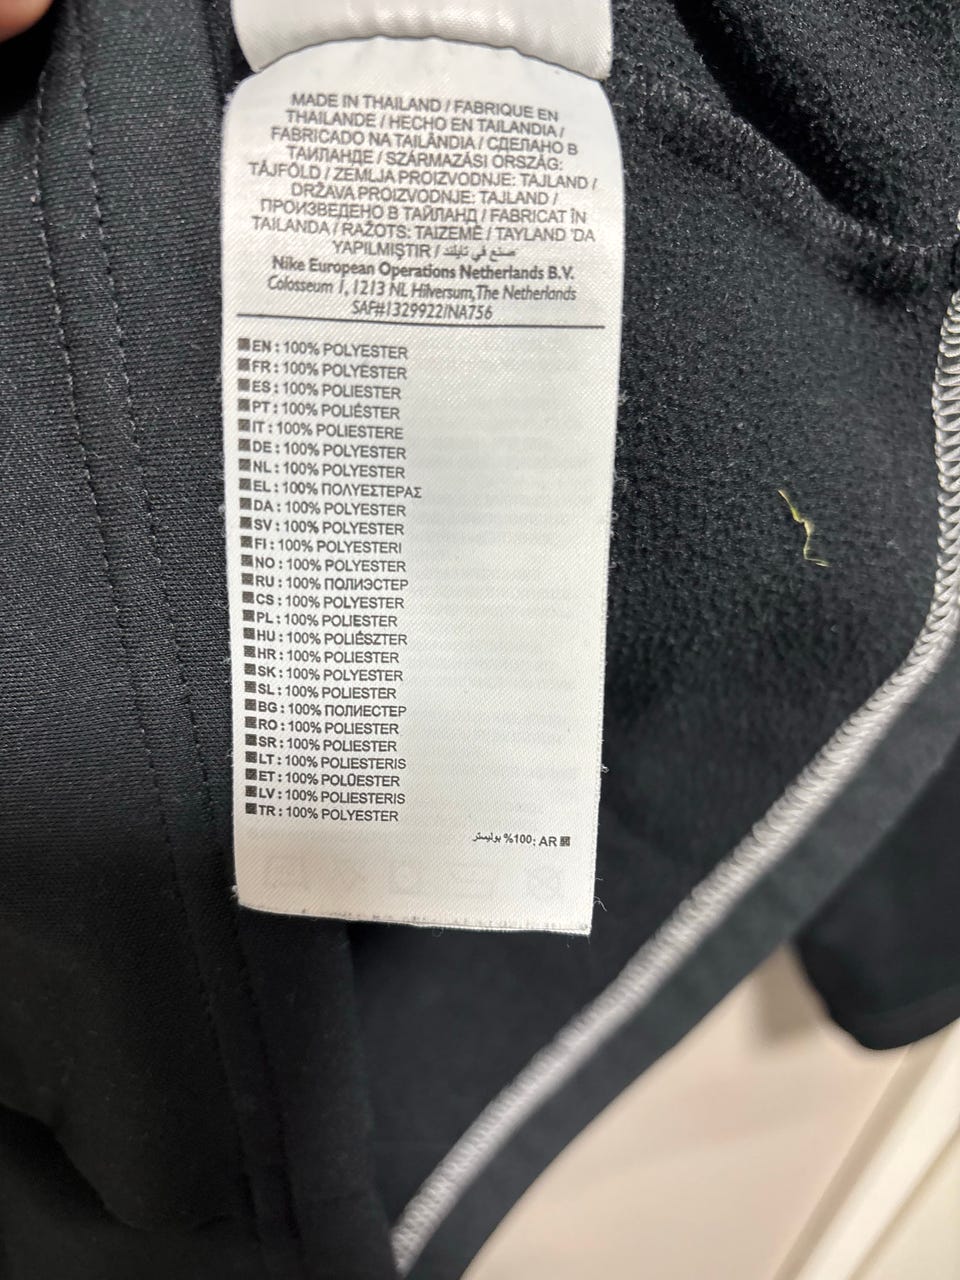 MADE IN THAILAND / FABRIQUE EN
THAILANDE / HECHO EN TAILANDIA /
FABRICADO NA TAILÂNDIA / СДЕЛАНО В
ТАИЛАНДЕ / SZÁRMAZÁSI ORSZÁG:
TÁJFÖLD / ZEMLJA PROIZVODNJE: TAJLAND /
DRŽAVA PROIZVODNJE: TAJLAND /
ПРОИЗВЕДЕНО В ТАЙЛАНД / FABRICAT ÎN
TAILANDA / RAŽOTS: TAIZEME / TAYLAND 'DA
YAPILMIŞTIR / صنع في تايلند
Nike European Operations Netherlands B.V.
Colosseum 1, 1213 NL Hilversum, The Netherlands
SAF#1329922/NA756
EN : 100% POLYESTER
FR : 100% POLYESTER
ES : 100% POLIESTER
PT : 100% POLIÉSTER
IT : 100% POLIESTERE
DE : 100% POLYESTER
NL : 100% POLYESTER
EL : 100% ΠΟΛΥΕΣΤΕΡΑΣ
DA : 100% POLYESTER
SV : 100% POLYESTER
FI : 100% POLYESTERI
NO : 100% POLYESTER
RU : 100% ПОЛИЭСТЕР
CS : 100% POLYESTER
PL : 100% POLIESTER
HU : 100% POLIÉSZTER
HR : 100% POLIESTER
SK : 100% POLYESTER
SL : 100% POLIESTER
BG : 100% ПОЛИЕСТЕР
RO : 100% POLIESTER
SR : 100% POLIESTER
LT : 100% POLIESTERIS
ET : 100% POLÜESTER
LV : 100% POLIESTERIS
TR : 100% POLYESTER
AR :100% بوليستر